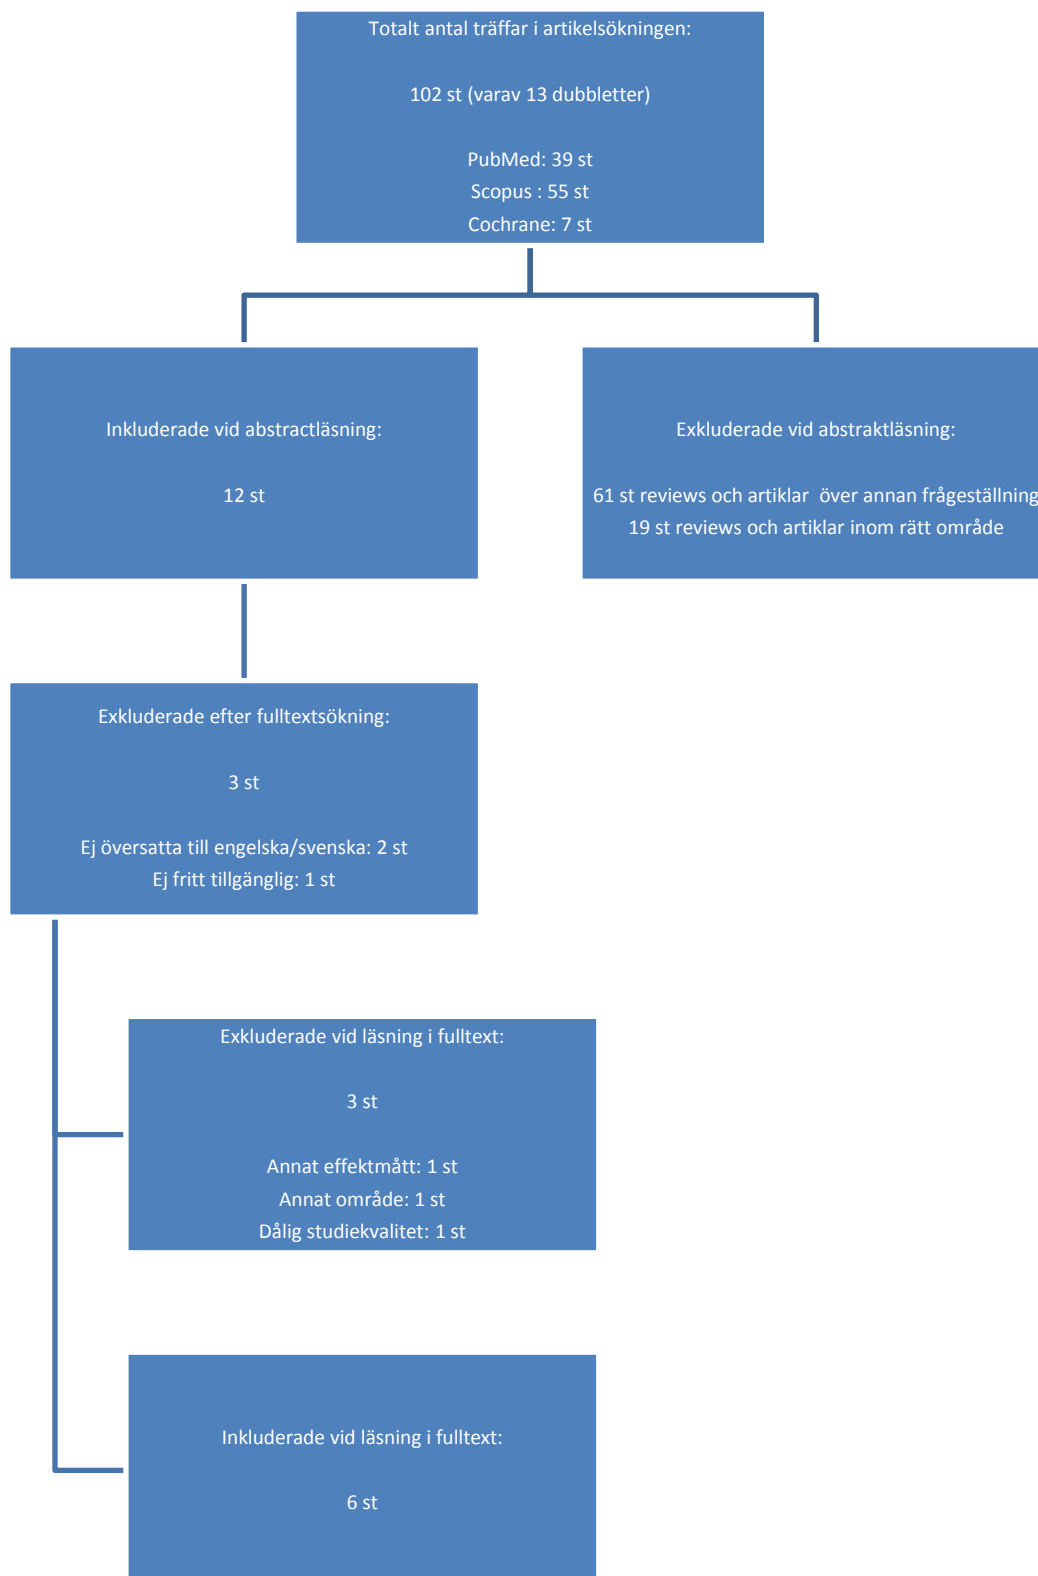 Totalt antal träffar i artikelsökningen:
102 st (varav 13 dubbletter)
PubMed: 39 st
Scopus : 55 st
Cochrane: 7 st
Inkluderade vid abstractläsning:
12 st
Exkluderade vid abstraktläsning:
61 st reviews och artiklar  över annan frågeställning
19 st reviews och artiklar inom rätt område
Exkluderade efter fulltextsökning:
3 st
Ej översatta till engelska/svenska: 2 st
Ej fritt tillgänglig: 1 st
Exkluderade vid läsning i fulltext:
3 st
Annat effektmått: 1 st
Annat område: 1 st
Dålig studiekvalitet: 1 st
Inkluderade vid läsning i fulltext:
6 st